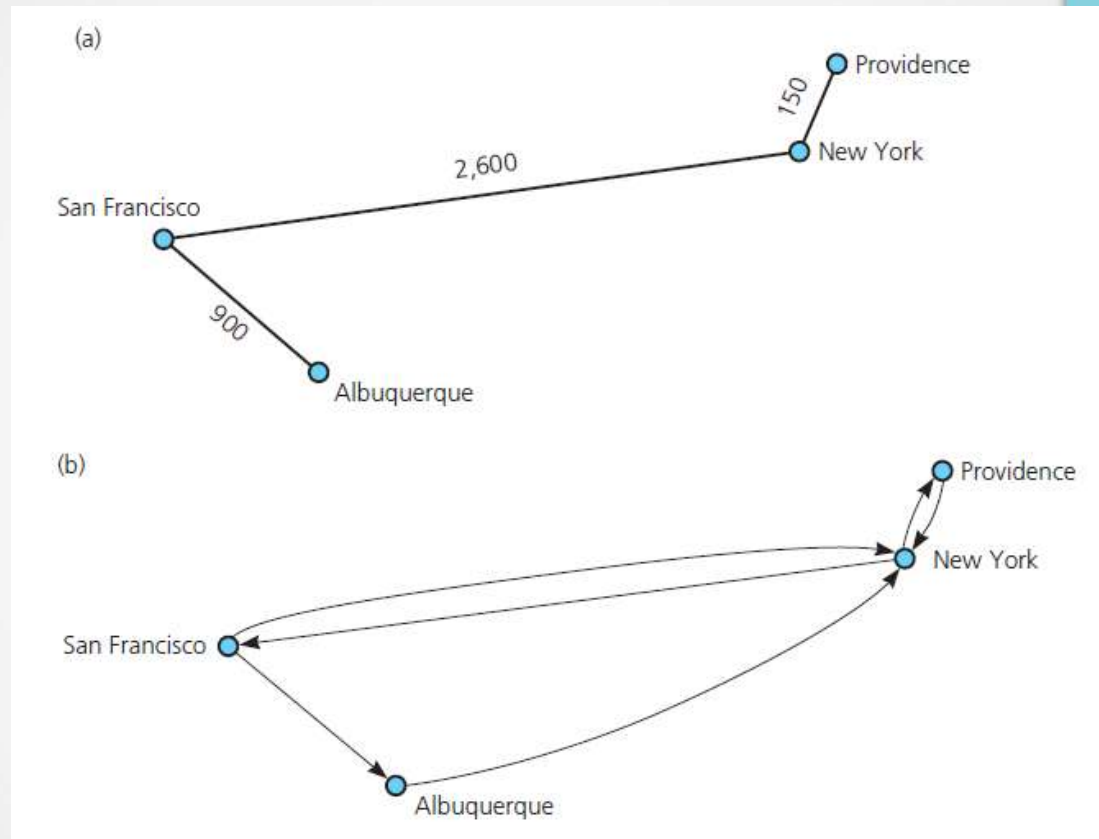 (a)
Providence
150
New York
2,600
San Francisco
900
Albuquerque
(b)
Providence
New York
San Francisco
Albuquerque